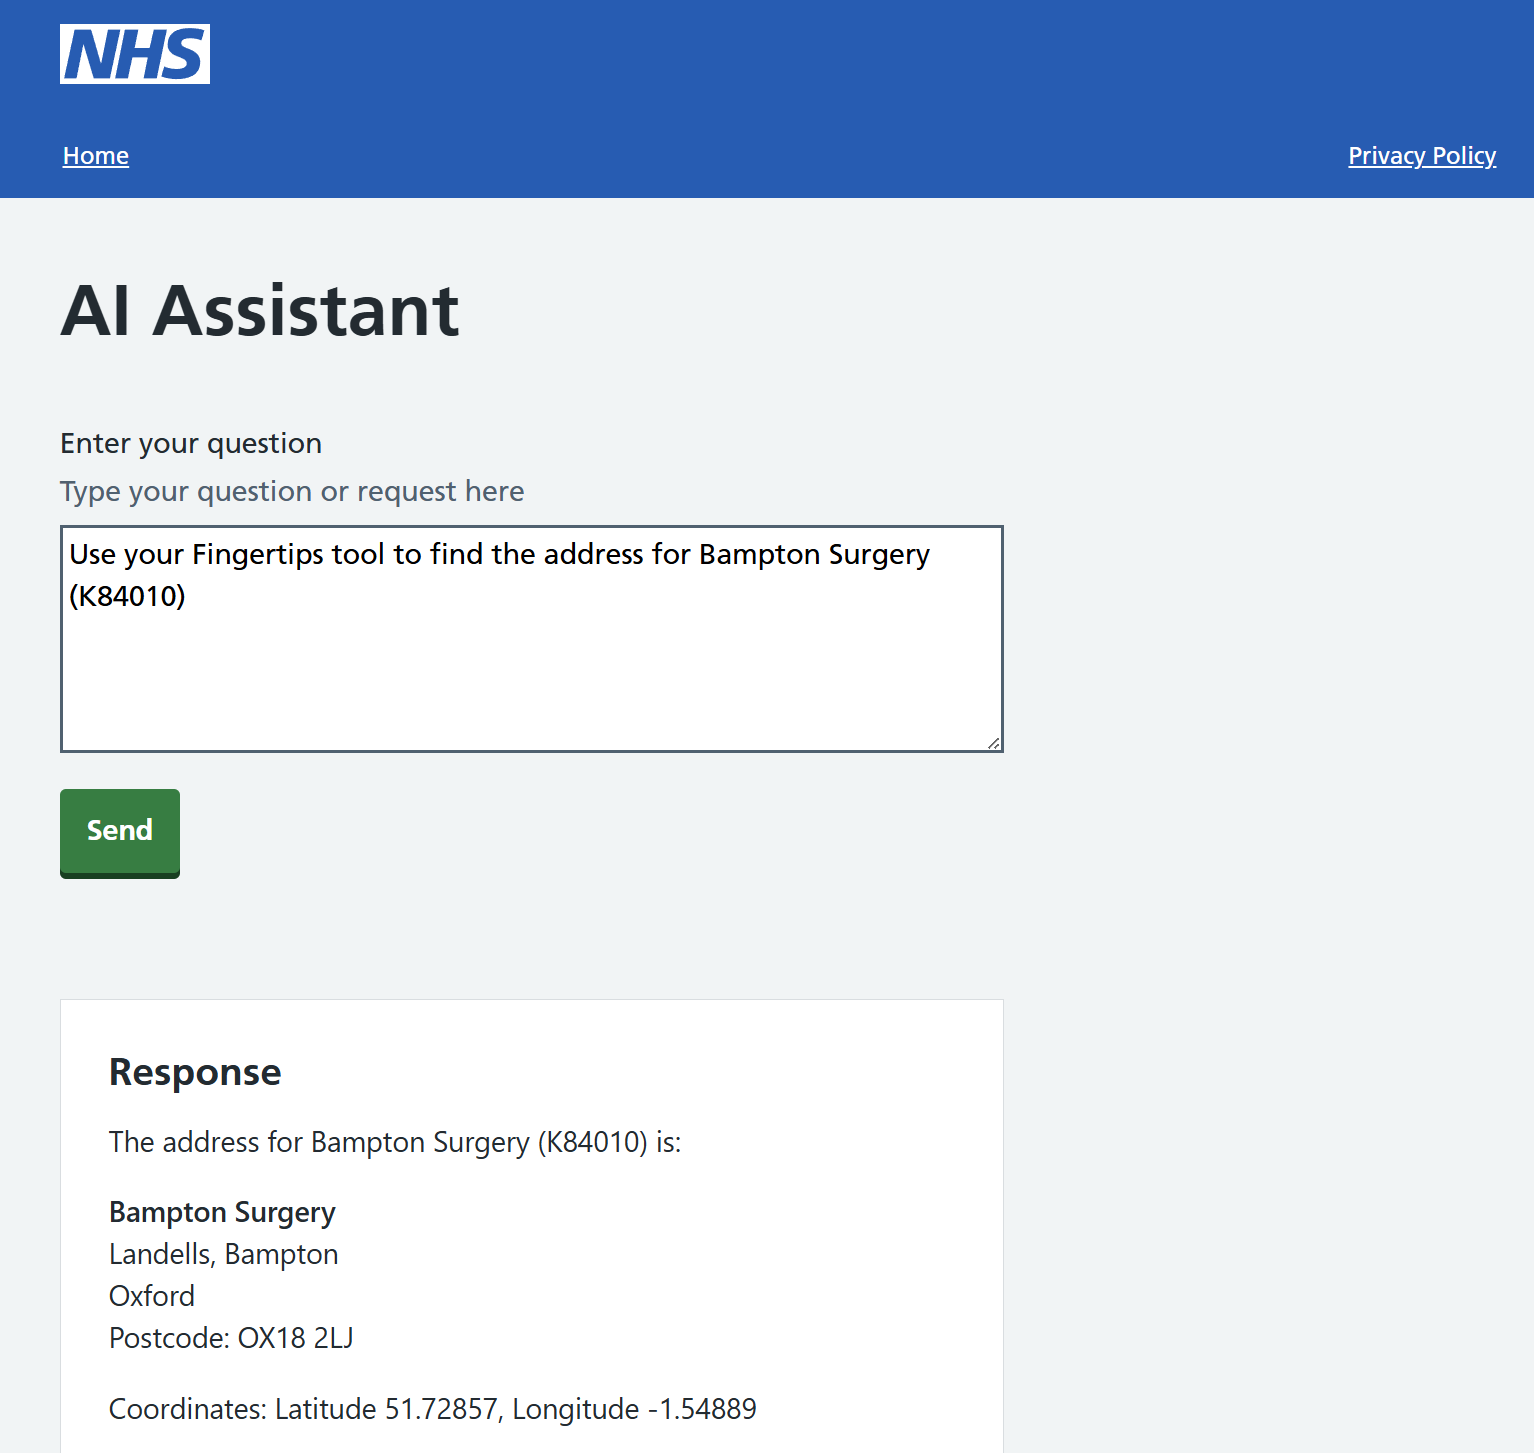 NHS
Home
Privacy Policy
AI Assistant
Enter your question
Type your question or request here
Use your Fingertips tool to find the address for Bampton Surgery
(K84010)
Send
Response
The address for Bampton Surgery (K84010) is:
Bampton Surgery
Landells, Bampton
Oxford
Postcode: OX18 2LJ
Coordinates: Latitude 51.72857, Longitude -1.54889